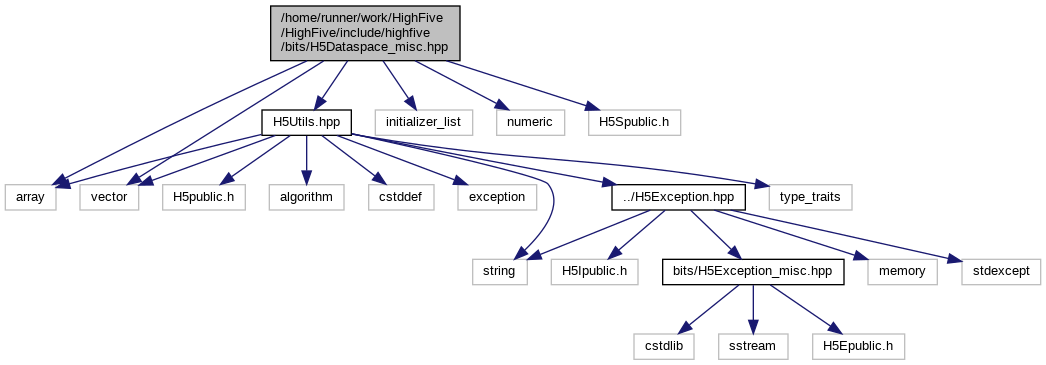 /home/runner/work/HighFive
/HighFive/include/highfive
/bits/H5Dataspace_misc.hpp
H5Utils.hpp
initializer_list
numeric
H5Spublic.h
array
vector
H5public.h
algorithm
cstddef
exception
../H5Exception.hpp
type_traits
string
H5Ipublic.h
bits/H5Exception_misc.hpp
memory
stdexcept
cstdlib
sstream
H5Epublic.h